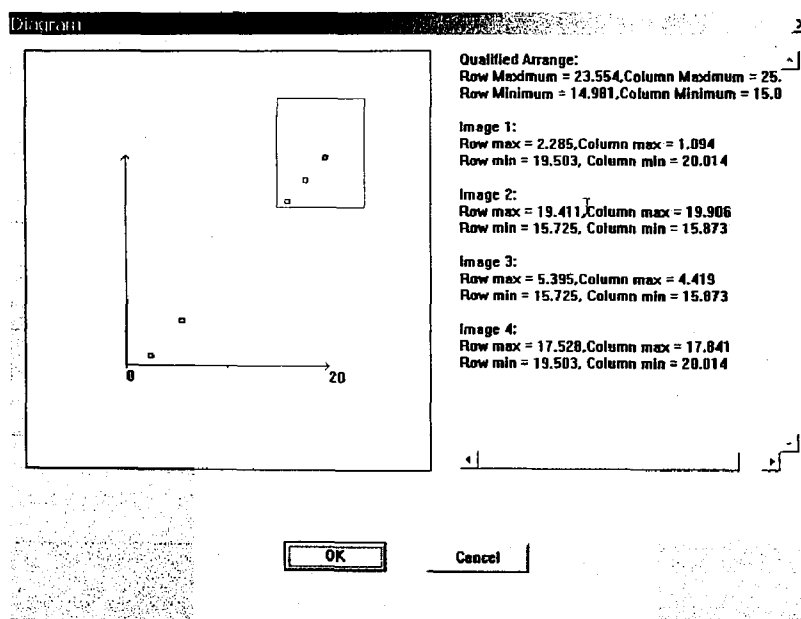 Diagram
Qualified Arrange:
Row Maximum = 23.554,Column Maximum = 25.
Row Minimum = 14.981,Column Minimum = 15.0
Image 1:
Row max = 2.285,Column max = 1.094
Row min = 19.503, Column min = 20.014
Image 2:
Row max = 19.411,Column max = 19.906
Row min = 15.725, Column min = 15.873
Image 3:
Row max = 5.395,Column max = 4.419
Row min = 15.725, Column min = 15.873
Image 4:
Row max = 17.528,Column max = 17.841
Row min = 19.503, Column min = 20.014
0 20
OK Cancel